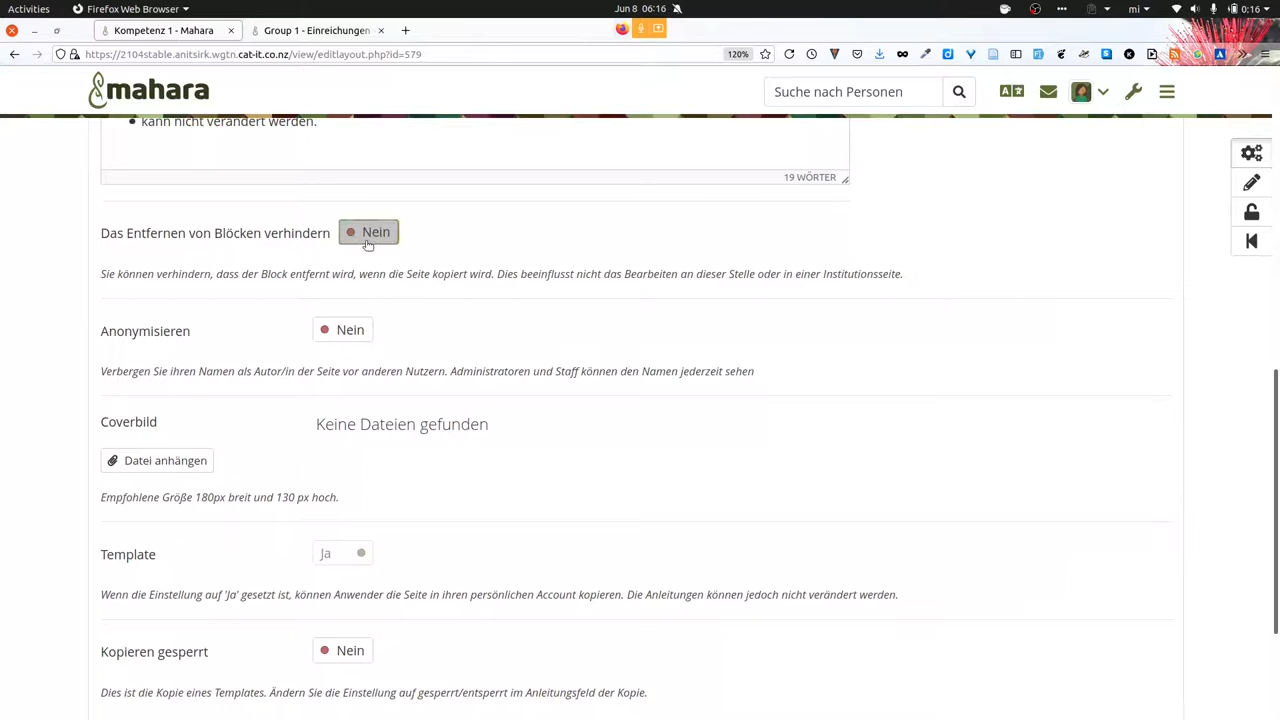 Activities
Firefox Web Browser
Jun 8 06:16
mi
0:16
Kompetenz 1 - Mahara
Group 1 - Einreichungen
https://2104stable.anitsirk.wgtn.cat-it.co.nz/view/editlayout.php?id=579
120%
mahara
Suche nach Personen
kann nicht verändert werden.
19 WÖRTER
Das Entfernen von Blöcken verhindern
Nein
Sie können verhindern, dass der Block entfernt wird, wenn die Seite kopiert wird. Dies beeinflusst nicht das Bearbeiten an dieser Stelle oder in einer Institutionsseite.
Anonymisieren
Nein
Verbergen Sie ihren Namen als Autor/in der Seite vor anderen Nutzern. Administratoren und Staff können den Namen jederzeit sehen
Coverbild
Keine Dateien gefunden
Datei anhängen
Empfohlene Größe 180px breit und 130 px hoch.
Template
Ja
Wenn die Einstellung auf 'Ja' gesetzt ist, können Anwender die Seite in ihren persönlichen Account kopieren. Die Anleitungen können jedoch nicht verändert werden.
Kopieren gesperrt
Nein
Dies ist die Kopie eines Templates. Ändern Sie die Einstellung auf gesperrt/entsperrt im Anleitungsfeld der Kopie.